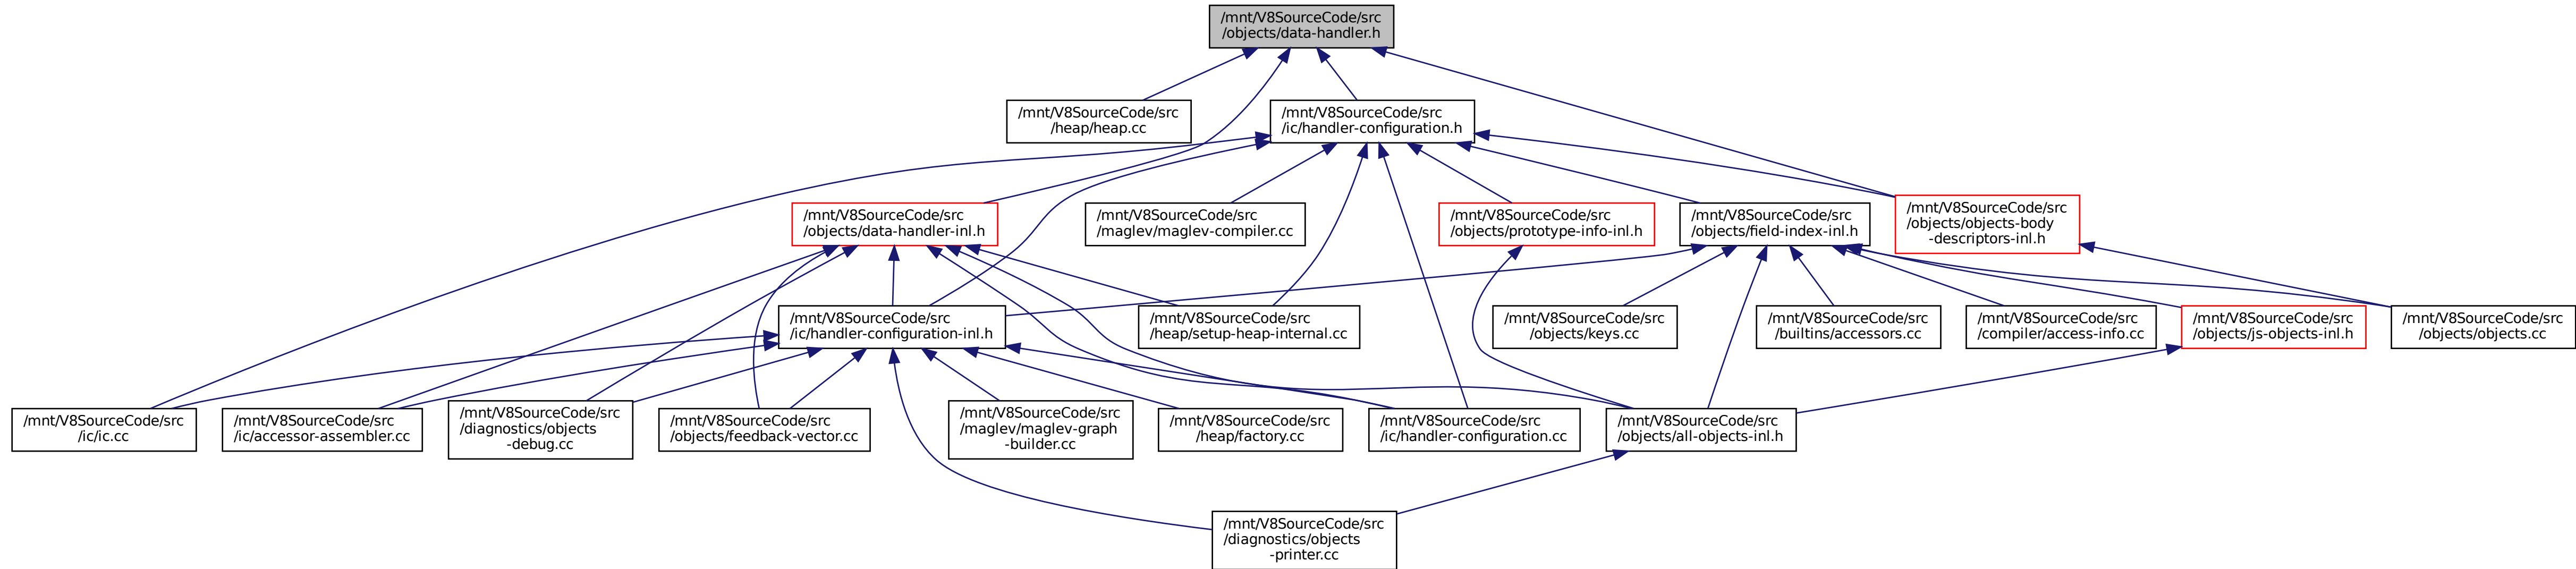 /mnt/V8SourceCode/src
/objects/data-handler.h
/mnt/V8SourceCode/src
/heap/heap.cc
/mnt/V8SourceCode/src
/ic/handler-configuration.h
/mnt/V8SourceCode/src
/objects/data-handler-inl.h
/mnt/V8SourceCode/src
/maglev/maglev-compiler.cc
/mnt/V8SourceCode/src
/objects/prototype-info-inl.h
/mnt/V8SourceCode/src
/objects/field-index-inl.h
/mnt/V8SourceCode/src
/objects/objects-body
-descriptors-inl.h
/mnt/V8SourceCode/src
/ic/handler-configuration-inl.h
/mnt/V8SourceCode/src
/heap/setup-heap-internal.cc
/mnt/V8SourceCode/src
/objects/keys.cc
/mnt/V8SourceCode/src
/builtins/accessors.cc
/mnt/V8SourceCode/src
/compiler/access-info.cc
/mnt/V8SourceCode/src
/objects/js-objects-inl.h
/mnt/V8SourceCode/src
/objects/objects.cc
/mnt/V8SourceCode/src
/ic/ic.cc
/mnt/V8SourceCode/src
/ic/accessor-assembler.cc
/mnt/V8SourceCode/src
/diagnostics/objects
-debug.cc
/mnt/V8SourceCode/src
/objects/feedback-vector.cc
/mnt/V8SourceCode/src
/maglev/maglev-graph
-builder.cc
/mnt/V8SourceCode/src
/heap/factory.cc
/mnt/V8SourceCode/src
/ic/handler-configuration.cc
/mnt/V8SourceCode/src
/objects/all-objects-inl.h
/mnt/V8SourceCode/src
/diagnostics/objects
-printer.cc